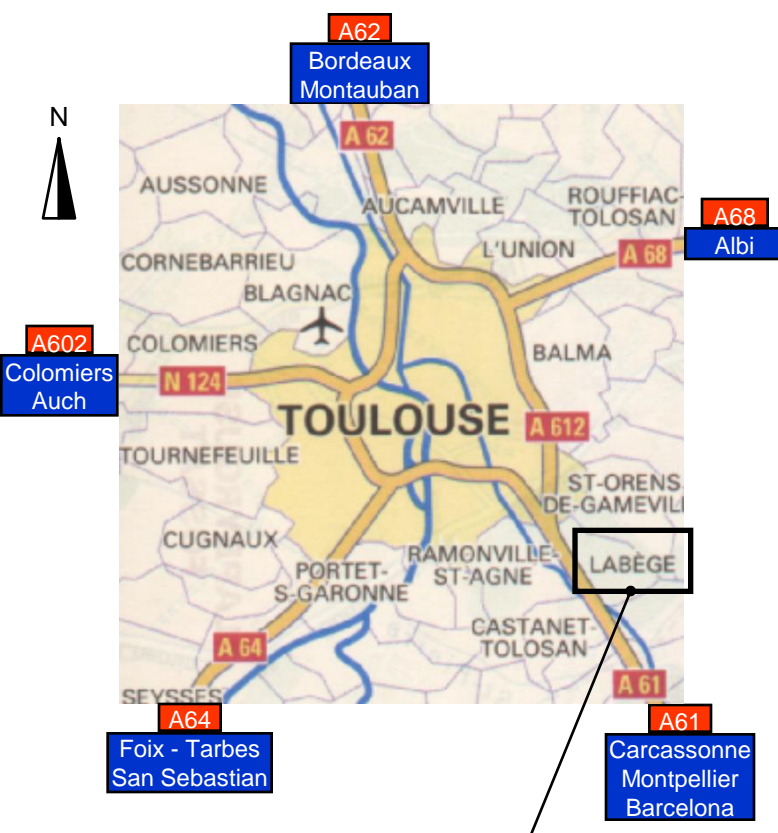 A62
Bordeaux
Montauban
N
A 62
AUSSONNE
AUCAMVILLE
ROUFFIAC-
TOLOSAN
A68
Albi
L'UNION
A 68
CORNEBARRIEU
BLAGNAC
A602
Colomiers
Auch
COLOMIERS
BALMA
N 124
TOULOUSE
A 612
TOURNEFEUILLE
ST-ORENS
DE-GAMEVILL
CUGNAUX
RAMONVILLE-
ST-AGNE
LABÈGE
PORTET-
S-GARONNE
CASTANET-
TOLOSAN
A 64
A 61
SEYSSES
A64
Foix - Tarbes
San Sebastian
A61
Carcassonne
Montpellier
Barcelona